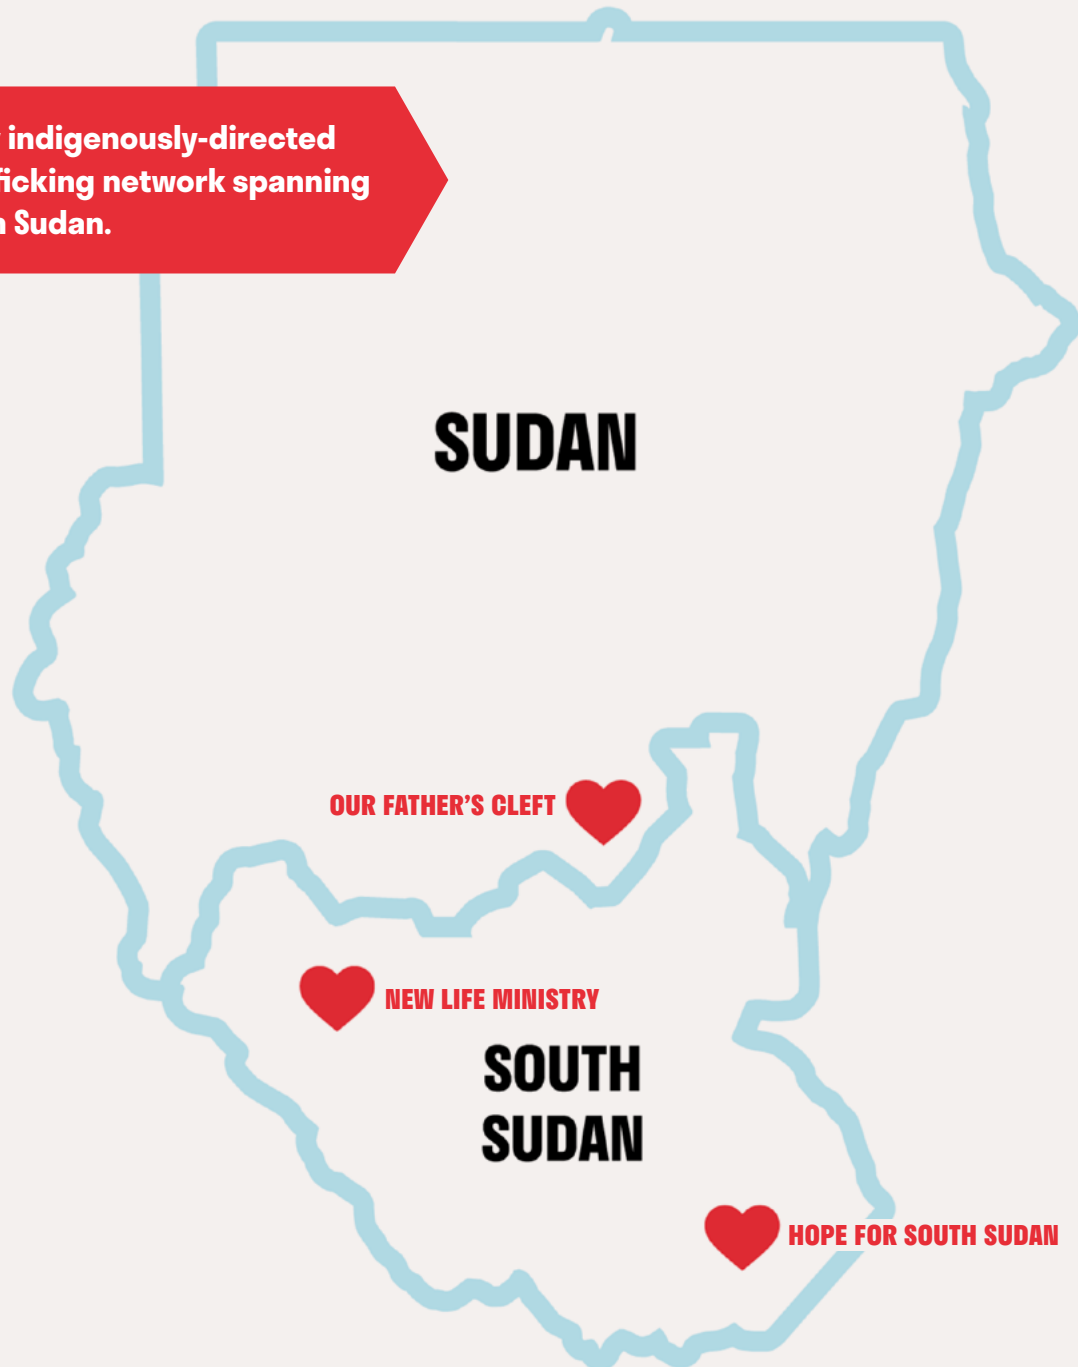 indigenously-directed
ficking network spanning
Sudan.
SUDAN
OUR FATHER'S CLEFT
NEW LIFE MINISTRY
SOUTH
SUDAN
HOPE FOR SOUTH SUDAN